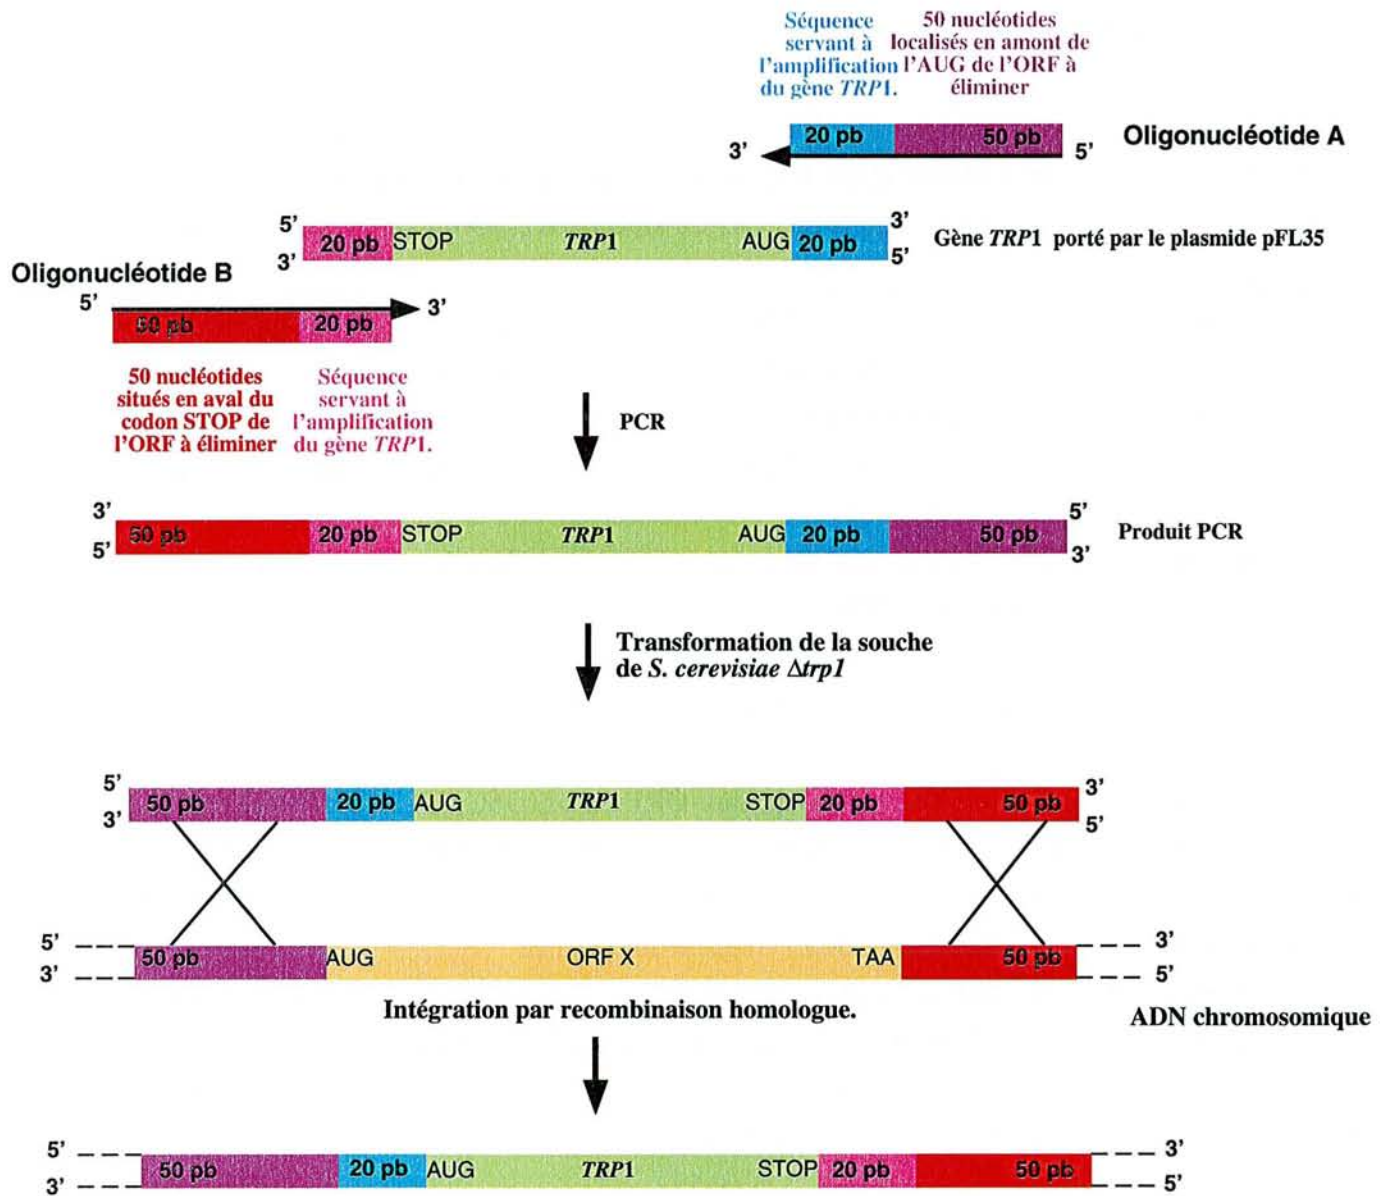 Séquence
servant à
l'amplification
du gène TRP1.
50 nucléotides
localisés en amont de
l'AUG de l'ORF à
éliminer
3' 20 pb 50 pb 5' Oligonucléotide A
5' 3'
20 pb STOP TRP1 AUG 20 pb Gène TRP1 porté par le plasmide pFL35
3' 5'
Oligonucléotide B
5' 3'
50 pb 20 pb
50 nucléotides
situés en aval du
codon STOP de
l'ORF à éliminer
Séquence
servant à
l'amplification
du gène TRP1.
PCR
3' 5'
50 pb 20 pb STOP TRP1 AUG 20 pb 50 pb Produit PCR
5' 3'
Transformation de la souche
de S. cerevisiae Δtrp1
5' 3'
50 pb 20 pb AUG TRP1 STOP 20 pb 50 pb
3' 5'
5' 3'
50 pb AUG ORF X TAA 50 pb
3' 5'
Intégration par recombinaison homologue.
ADN chromosomique
5' 3'
50 pb 20 pb AUG TRP1 STOP 20 pb 50 pb
3' 5'